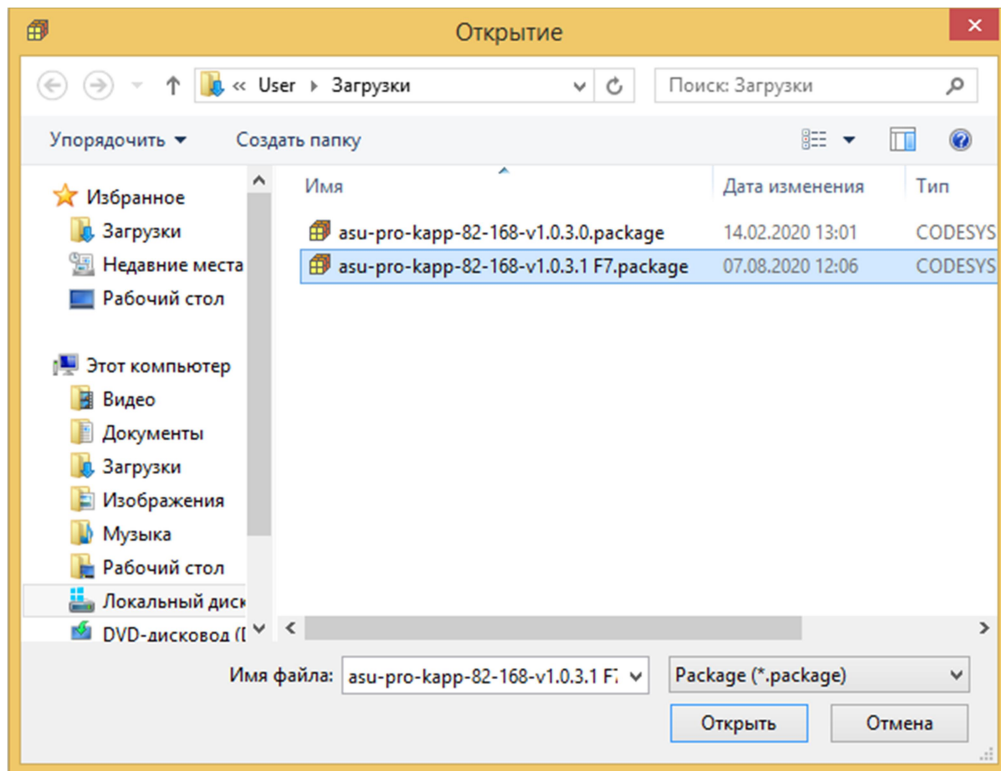 Открытие
« User Загрузки
Поиск: Загрузки
Упорядочить
Создать папку
Имя
Дата изменения
Тип
asu-pro-kapp-82-168-v1.0.3.0.package 14.02.2020 13:01 CODESYS
asu-pro-kapp-82-168-v1.0.3.1 F7.package 07.08.2020 12:06 CODESYS
Избранное
Загрузки
Недавние места
Рабочий стол
Этот компьютер
Видео
Документы
Загрузки
Изображения
Музыка
Рабочий стол
Локальный диск
DVD-дисковод
Имя файла: asu-pro-kapp-82-168-v1.0.3.1 F7
Package (*.package)
Открыть
Отмена